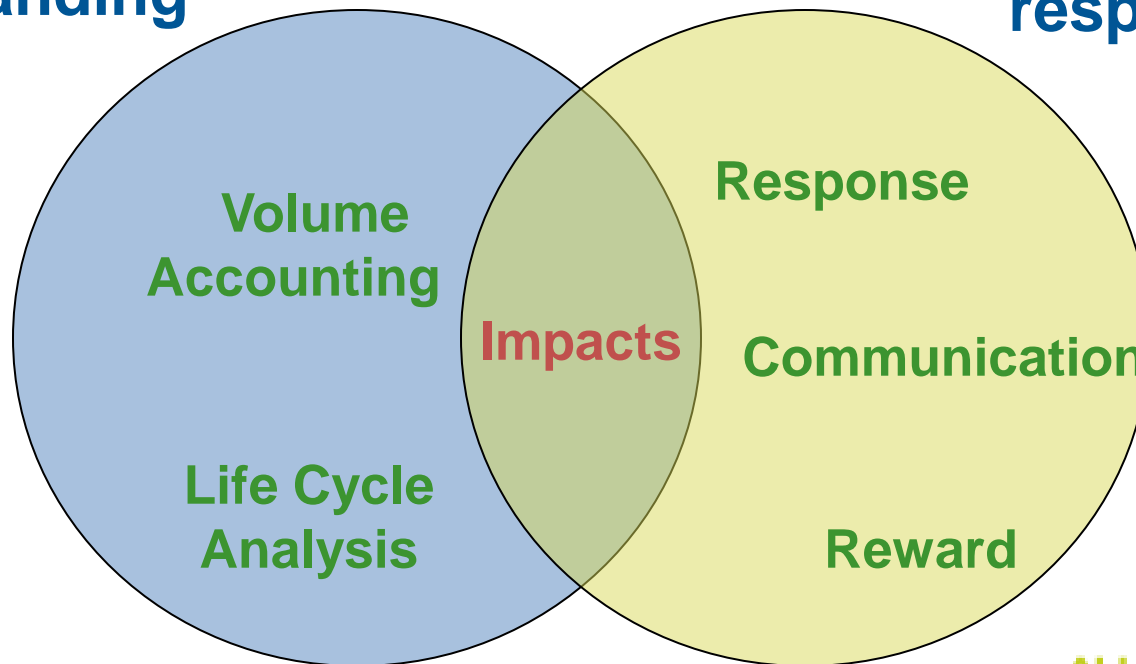 Volume
Accounting
Life Cycle
Analysis
Impacts
Response
Communication
Reward